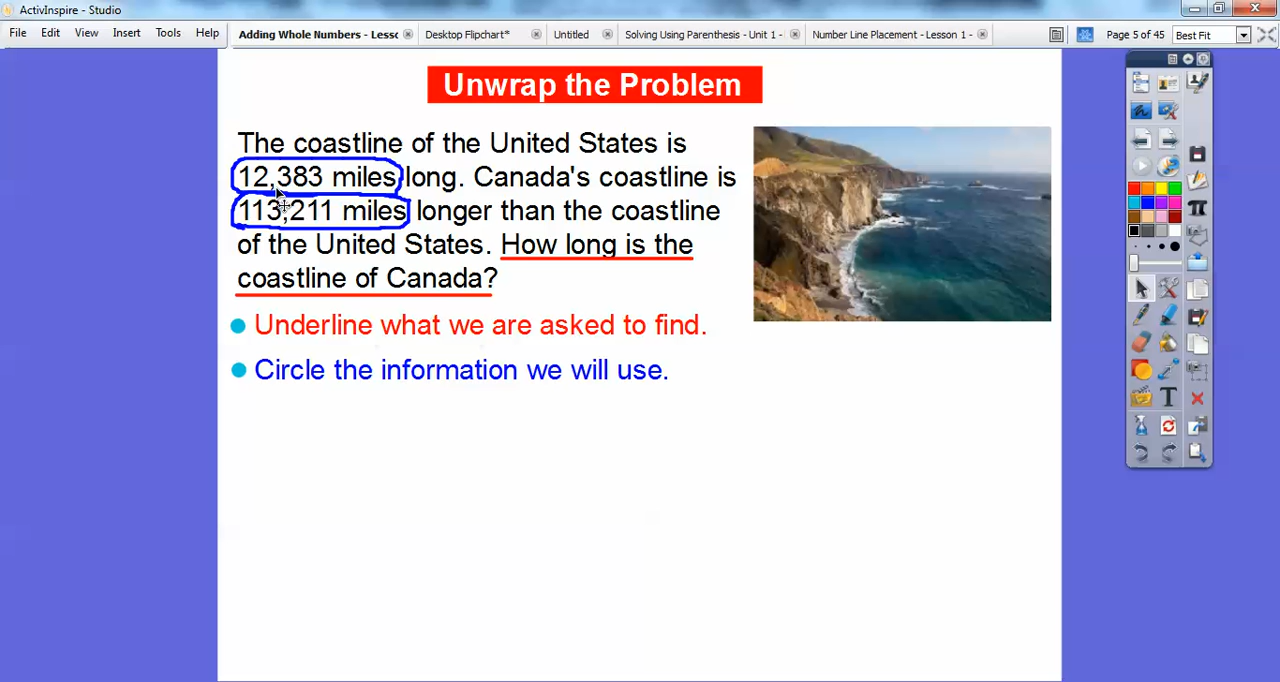 ActivInspire - Studio
File Edit View Insert Tools Help
Adding Whole Numbers - Lessc Desktop Flipchart* Untitled Solving Using Parenthesis - Unit 1 - Number Line Placement - Lesson 1 - Page 5 of 45 Best Fit
Unwrap the Problem
The coastline of the United States is
12,383 miles long. Canada's coastline is
113,211 miles longer than the coastline
of the United States. How long is the
coastline of Canada?
Underline what we are asked to find.
Circle the information we will use.